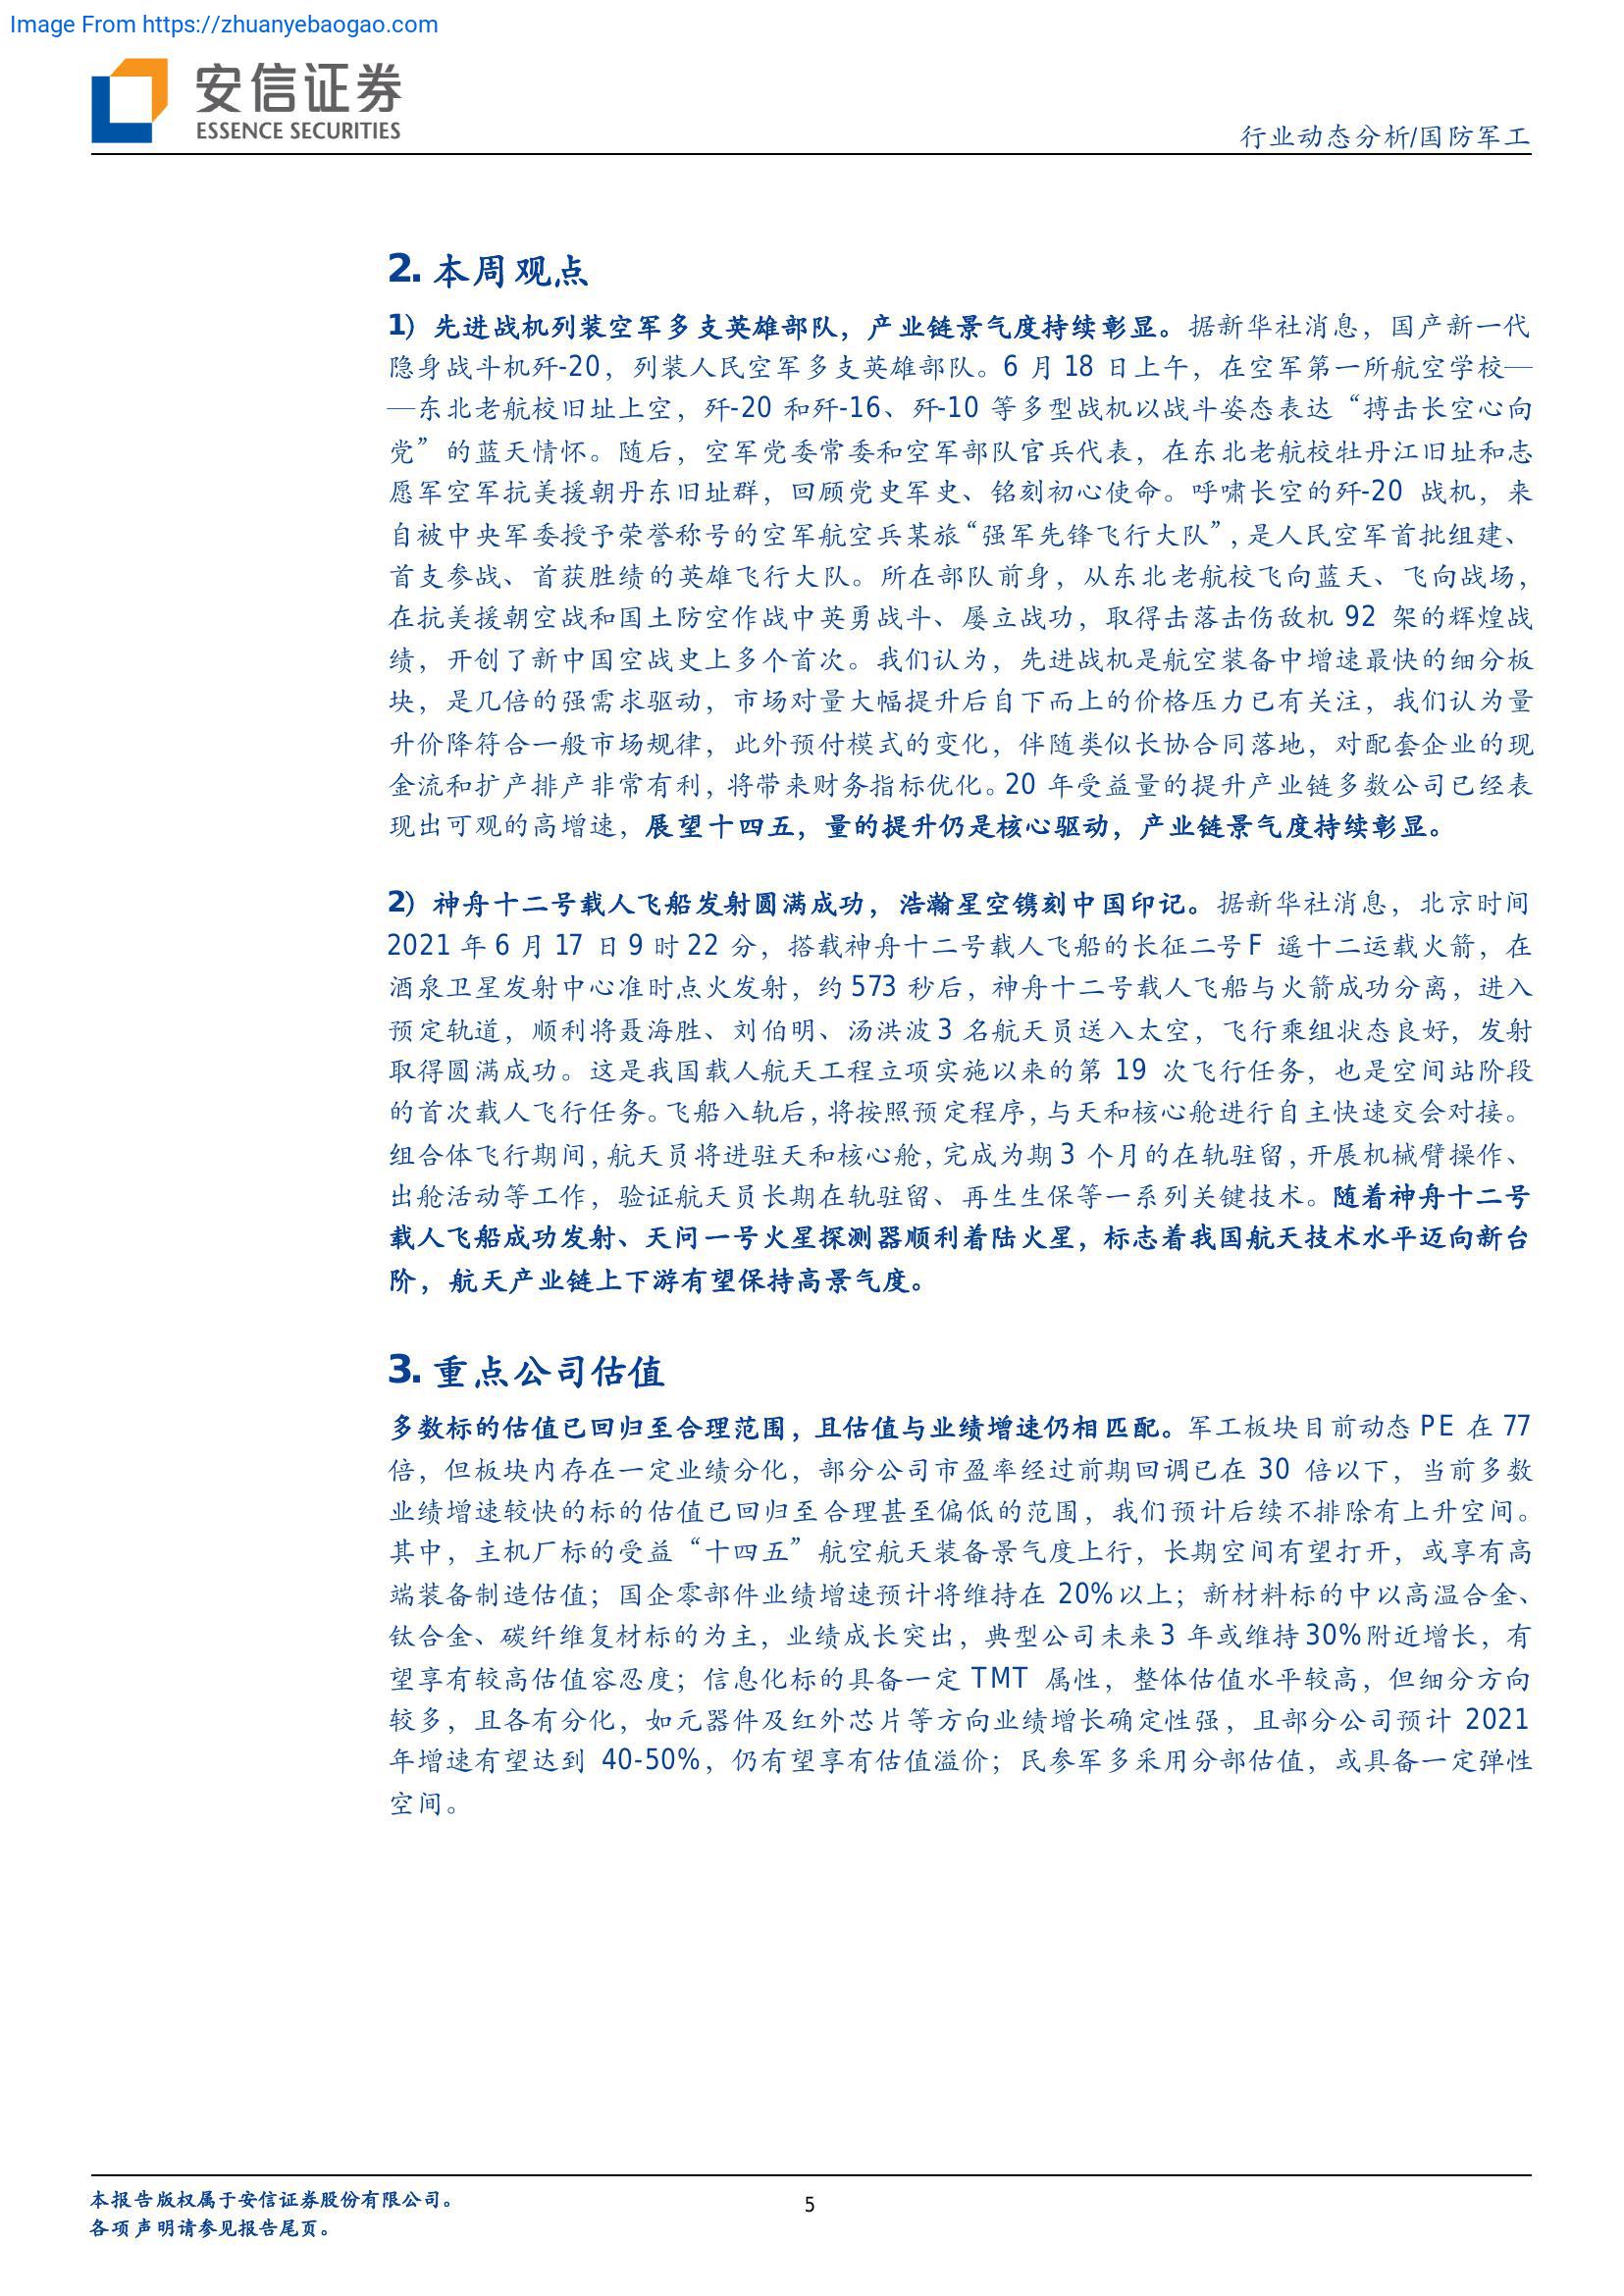 Image From https://zhuanyebaogao.com
安信证券
ESSENCE SECURITIES
行业动态分析/国防军工
2. 本周观点
1）先进战机列装空军多支英雄部队，产业链景气度持续彰显。据新华社消息，国产新一代
隐身战斗机歼-20，列装人民空军多支英雄部队。6 月 18 日上午，在空军第一所航空学校—
—东北老航校旧址上空，歼-20 和歼-16、歼-10 等多型战机以战斗姿态表达“搏击长空心向
党”的蓝天情怀。随后，空军党委常委和空军部队官兵代表，在东北老航校牡丹江旧址和志
愿军空军抗美援朝丹东旧址群，回顾党史军史、铭刻初心使命。呼啸长空的歼-20 战机，来
自被中央军委授予荣誉称号的空军航空兵某旅“强军先锋飞行大队”，是人民空军首批组建、
首支参战、首获胜绩的英雄飞行大队。所在部队前身，从东北老航校飞向蓝天、飞向战场，
在抗美援朝空战和国土防空作战中英勇战斗、屡立战功，取得击落击伤敌机 92 架的辉煌战
绩，开创了新中国空战史上多个首次。我们认为，先进战机是航空装备中增速最快的细分板
块，是几倍的强需求驱动，市场对量大幅提升后自下而上的价格压力已有关注，我们认为量
升价降符合一般市场规律，此外预付模式的变化，伴随类似长协合同落地，对配套企业的现
金流和扩产排产非常有利，将带来财务指标优化。20 年受益量的提升产业链多数公司已经表
现出可观的高增速，展望十四五，量的提升仍是核心驱动，产业链景气度持续彰显。
2）神舟十二号载人飞船发射圆满成功，浩瀚星空镌刻中国印记。据新华社消息，北京时间
2021 年 6 月 17 日 9 时 22 分，搭载神舟十二号载人飞船的长征二号 F 遥十二运载火箭，在
酒泉卫星发射中心准时点火发射，约 573 秒后，神舟十二号载人飞船与火箭成功分离，进入
预定轨道，顺利将聂海胜、刘伯明、汤洪波 3 名航天员送入太空，飞行乘组状态良好，发射
取得圆满成功。这是我国载人航天工程立项实施以来的第 19 次飞行任务，也是空间站阶段
的首次载人飞行任务。飞船入轨后，将按照预定程序，与天和核心舱进行自主快速交会对接。
组合体飞行期间，航天员将进驻天和核心舱，完成为期 3 个月的在轨驻留，开展机械臂操作、
出舱活动等工作，验证航天员长期在轨驻留、再生生保等一系列关键技术。随着神舟十二号
载人飞船成功发射、天问一号火星探测器顺利着陆火星，标志着我国航天技术水平迈向新台
阶，航天产业链上下游有望保持高景气度。
3. 重点公司估值
多数标的估值已回归至合理范围，且估值与业绩增速仍相匹配。军工板块目前动态 PE 在 77
倍，但板块内存在一定业绩分化，部分公司市盈率经过前期回调已在 30 倍以下，当前多数
业绩增速较快的标的估值已回归至合理甚至偏低的范围，我们预计后续不排除有上升空间。
其中，主机厂标的受益“十四五”航空航天装备景气度上行，长期空间有望打开，或享有高
端装备制造估值；国企零部件业绩增速预计将维持在 20%以上；新材料标的中以高温合金、
钛合金、碳纤维复材标的为主，业绩成长突出，典型公司未来 3 年或维持 30%附近增长，有
望享有较高估值容忍度；信息化标的具备一定 TMT 属性，整体估值水平较高，但细分方向
较多，且各有分化，如元器件及红外芯片等方向业绩增长确定性强，且部分公司预计 2021
年增速有望达到 40-50%，仍有望享有估值溢价；民参军多采用分部估值，或具备一定弹性
空间。
本报告版权属于安信证券股份有限公司。
各项声明请参见报告尾页。
5